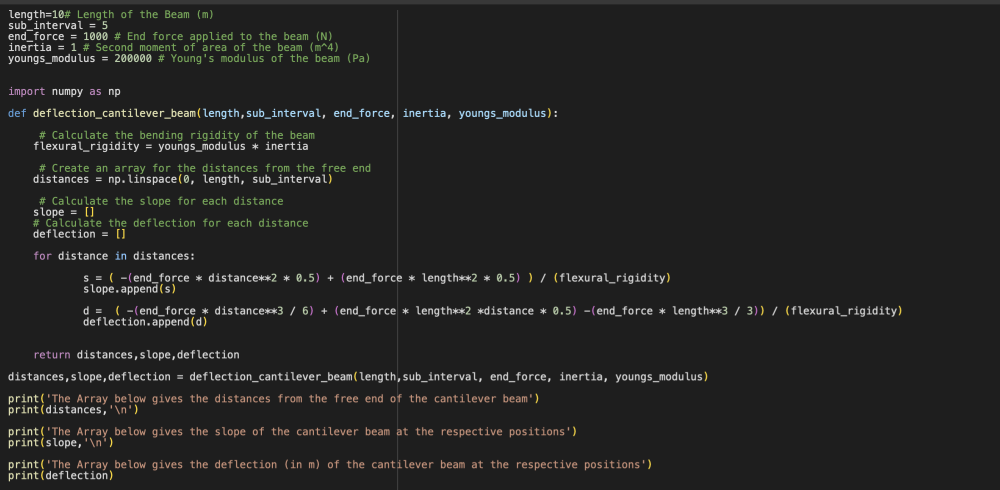 length=10# Length of the Beam (m)
sub_interval = 5
end_force = 1000 # End force applied to the beam (N)
inertia = 1 # Second moment of area of the beam (m^4)
youngs_modulus = 200000 # Young's modulus of the beam (Pa)
import numpy as np
def deflection_cantilever_beam(length,sub_interval, end_force, inertia, youngs_modulus):
# Calculate the bending rigidity of the beam
flexural_rigidity = youngs_modulus * inertia
# Create an array for the distances from the free end
distances = np.linspace(0, length, sub_interval)
# Calculate the slope for each distance
slope = []
# Calculate the deflection for each distance
deflection = []
for distance in distances:
s = ( -(end_force * distance**2 * 0.5) + (end_force * length**2 * 0.5) ) / (flexural_rigidity)
slope.append(s)
d =  ( -(end_force * distance**3 / 6) + (end_force * length**2 *distance * 0.5) -(end_force * length**3 / 3)) / (flexural_rigidity)
deflection.append(d)
return distances,slope,deflection
distances,slope,deflection = deflection_cantilever_beam(length,sub_interval, end_force, inertia, youngs_modulus)
print('The Array below gives the distances from the free end of the cantilever beam')
print(distances,'\n')
print('The Array below gives the slope of the cantilever beam at the respective positions')
print(slope,'\n')
print('The Array below gives the deflection (in m) of the cantilever beam at the respective positions')
print(deflection)